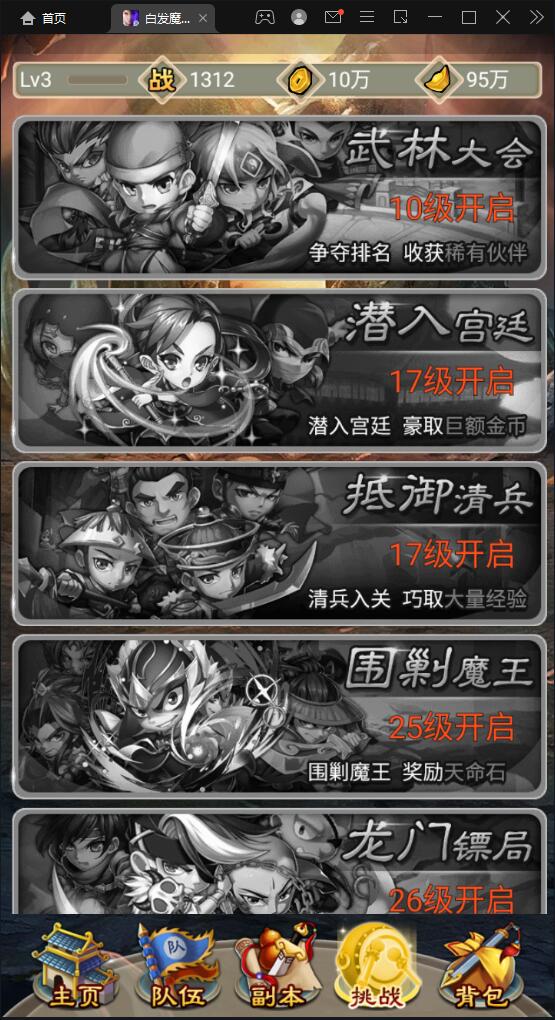 首页
白发魔...
Lv3
战
1312
10万
95万
武林大会
10级开启
争夺排名 收获稀有伙伴
潜入宫廷
17级开启
潜入宫廷 豪取巨额金币
抵御清兵
17级开启
清兵入关 巧取大量经验
围剿魔王
25级开启
围剿魔王 奖励天命石
龙门镖局
26级开启
队
主页
队伍
副本
挑战
背包